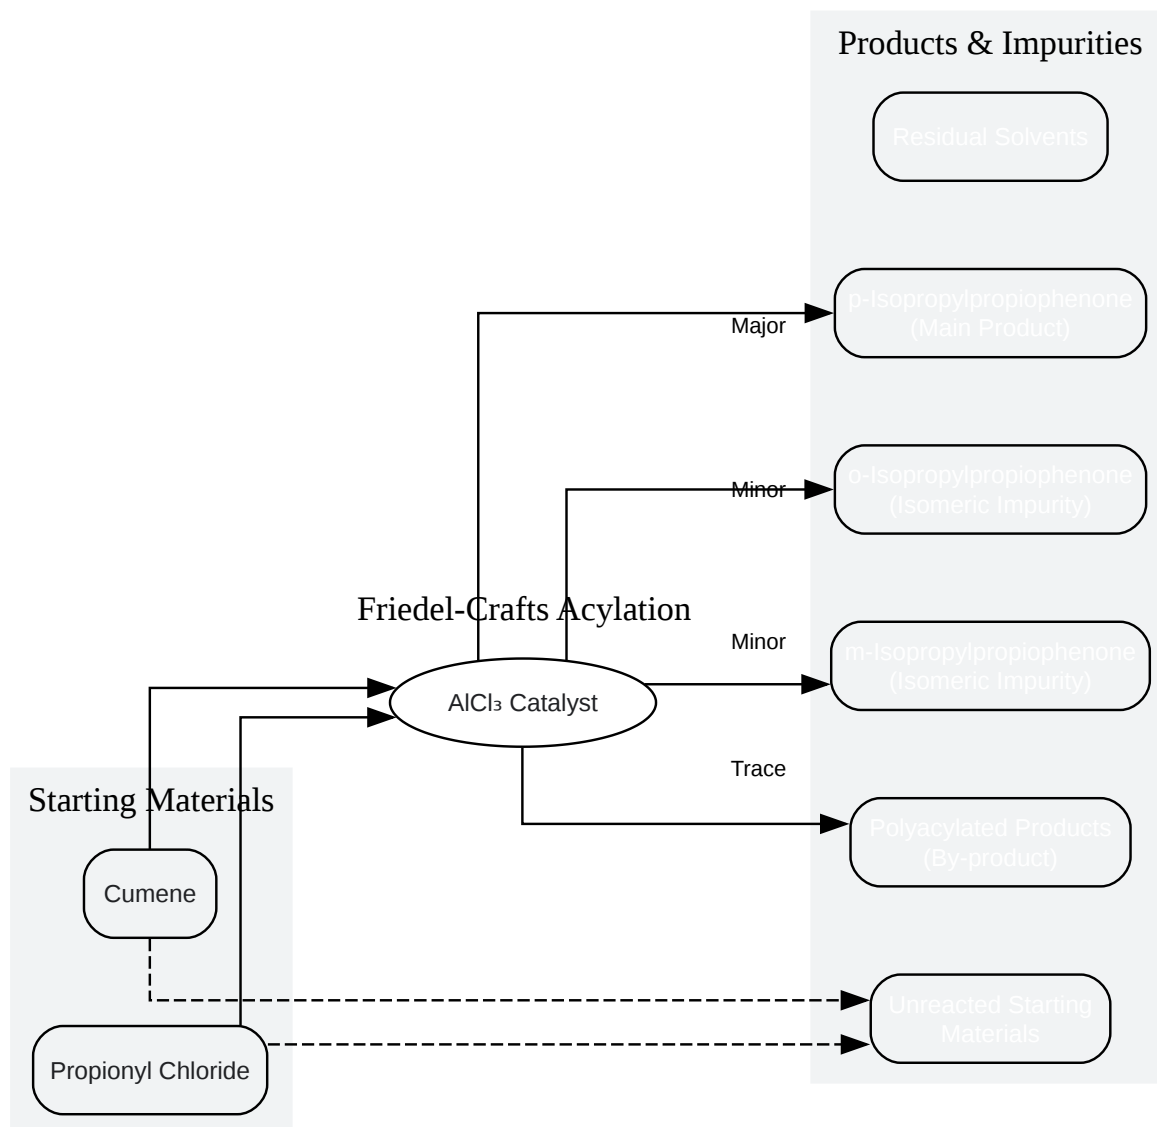 Products & Impurities
Residual Solvents
p-Isopropylpropiophenone
(Main Product)
Major
o-Isopropylpropiophenone
(Isomeric Impurity)
Minor
Friedel-Crafts Acylation
Minor
m-Isopropylpropiophenone
(Isomeric Impurity)
AlCl₃ Catalyst
Trace
Starting Materials
Polyacylated Products
(By-product)
Cumene
Unreacted Starting
Materials
Propionyl Chloride